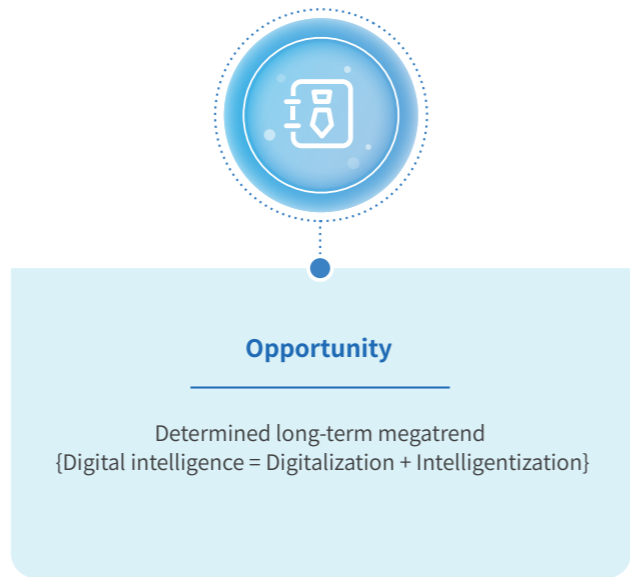 Opportunity
Determined long-term megatrend
{Digital intelligence = Digitalization + Intelligentization}